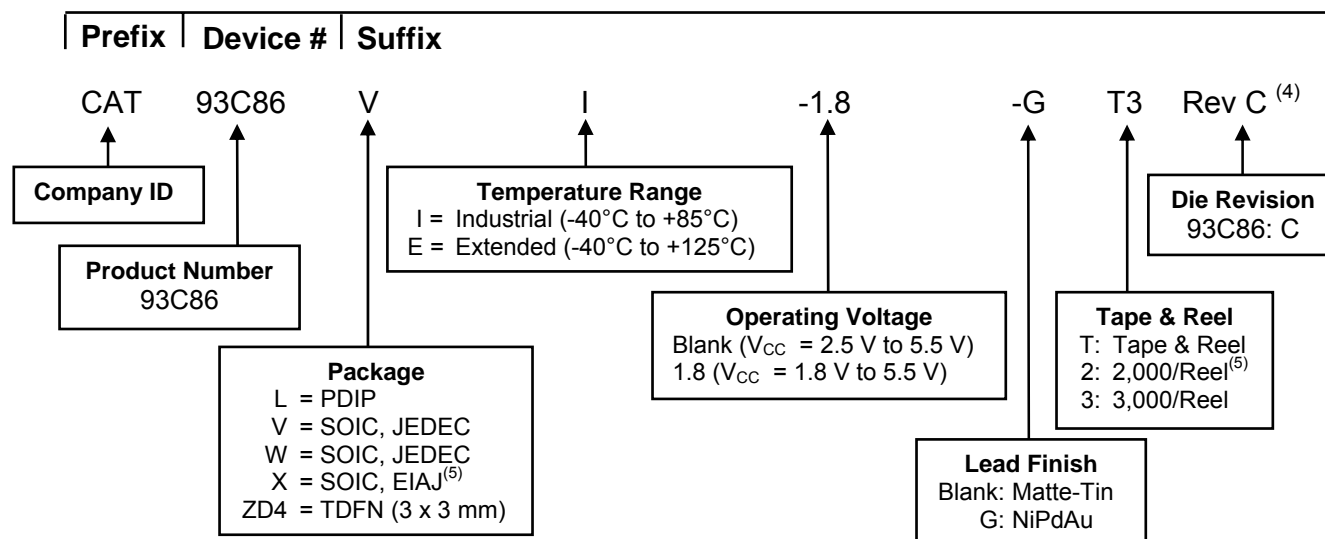 Prefix Device # Suffix
CAT 93C86 V I -1.8 -G T3 Rev C (4)
Company ID
Temperature Range
I = Industrial (-40°C to +85°C)
E = Extended (-40°C to +125°C)
Die Revision
93C86: C
Product Number
93C86
Operating Voltage
Blank (VCC = 2.5 V to 5.5 V)
1.8 (VCC = 1.8 V to 5.5 V)
Tape & Reel
T: Tape & Reel
2: 2,000/Reel(5)
3: 3,000/Reel
Package
L = PDIP
V = SOIC, JEDEC
W = SOIC, JEDEC
X = SOIC, EIAJ(5)
ZD4 = TDFN (3 x 3 mm)
Lead Finish
Blank: Matte-Tin
G: NiPdAu